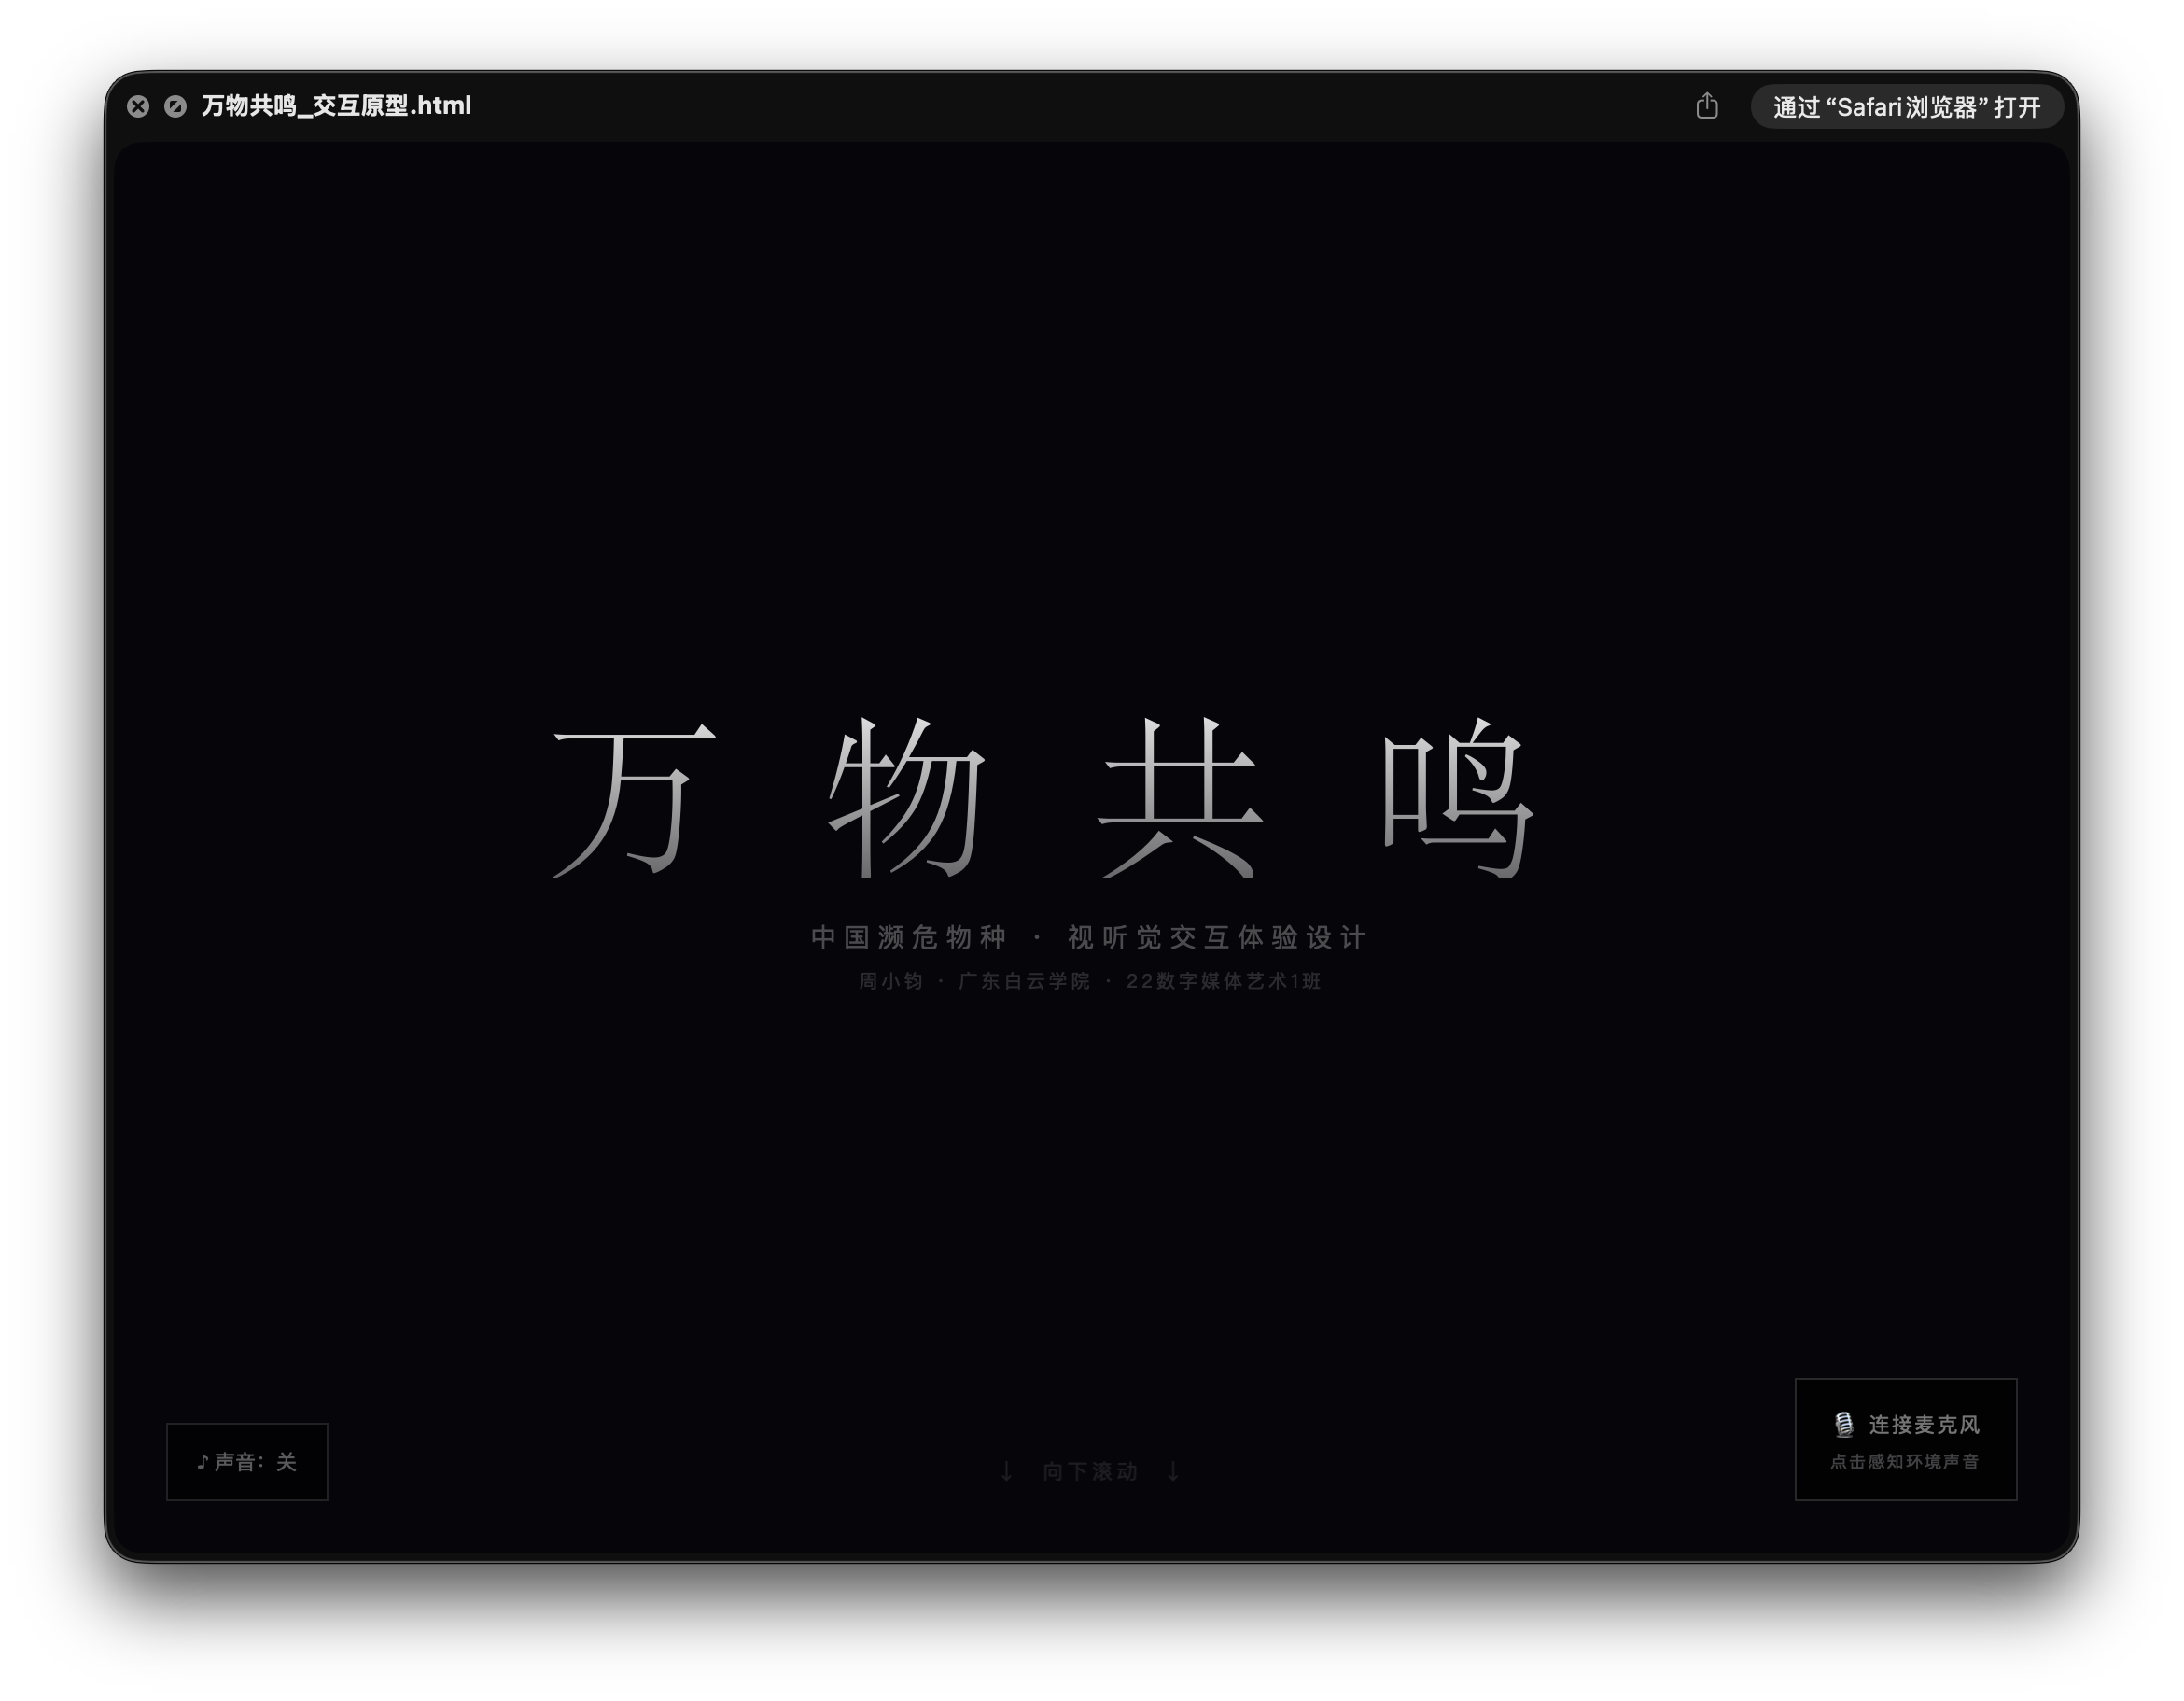 万物共鸣_交互原型.html
通过 “Safari浏览器” 打开
万物共鸣
中国濒危物种 · 视听觉交互体验设计
周小钧 · 广东白云学院 · 22数字媒体艺术1班
🎙️ 连接麦克风
点击感知环境声音
♪ 声音：关
↓ 向下滚动 ↓